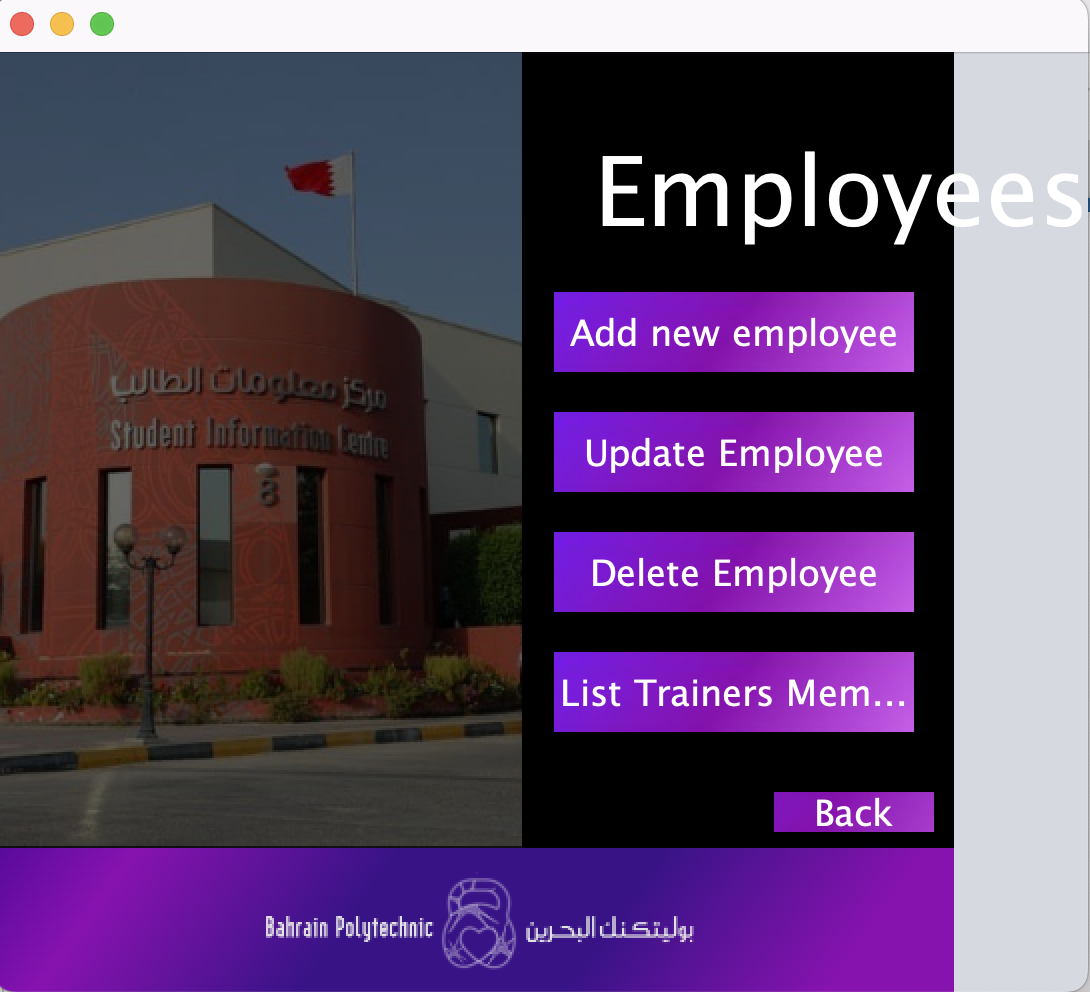 Employees
مركز معلومات الطالب
Student Information Centre
8
Add new employee
Update Employee
Delete Employee
List Trainers Mem...
Back
Bahrain Polytechnic بوليتكنك البحرين